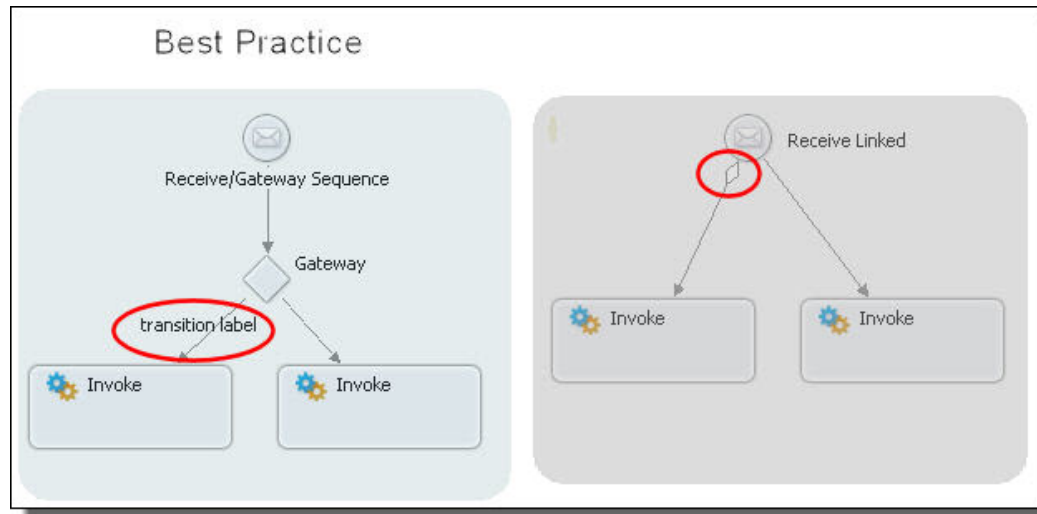 Best Practice
Receive/Gateway Sequence
Gateway
transition label
Invoke
Invoke
Receive Linked
Invoke
Invoke